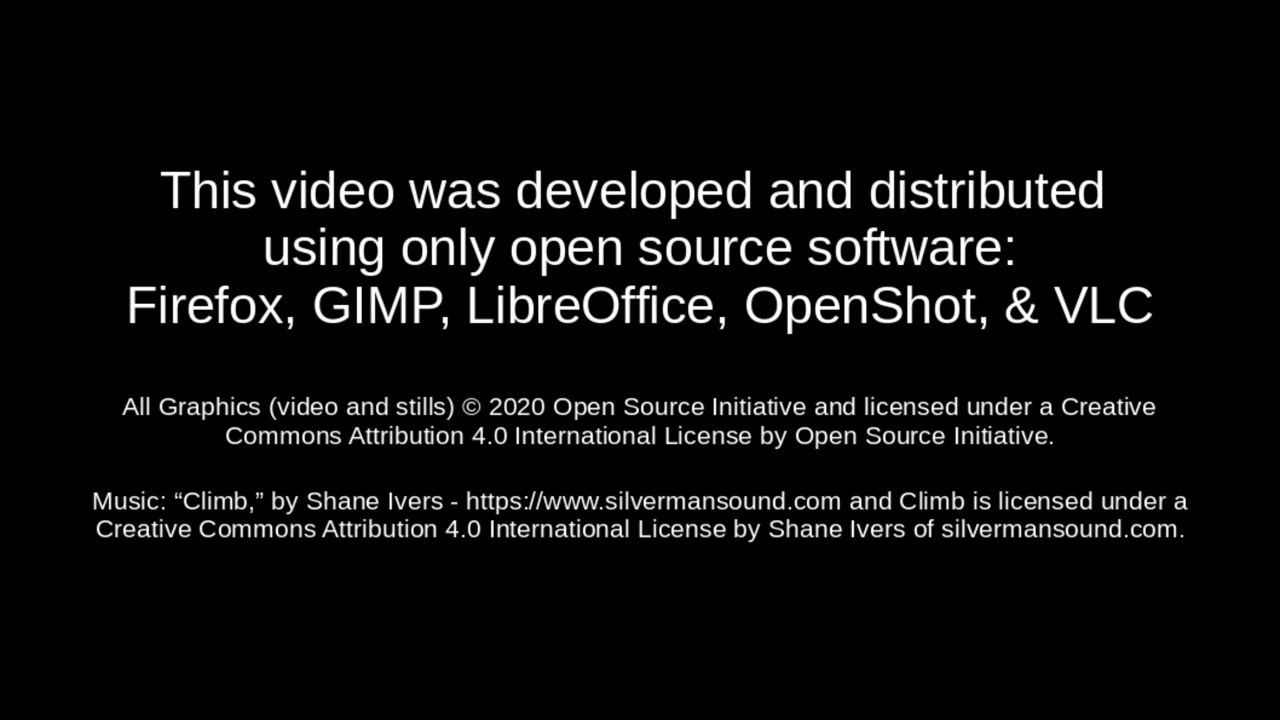 This video was developed and distributed
using only open source software:
Firefox, GIMP, LibreOffice, OpenShot, & VLC
All Graphics (video and stills) © 2020 Open Source Initiative and licensed under a Creative
Commons Attribution 4.0 International License by Open Source Initiative.
Music: “Climb,” by Shane Ivers - https://www.silvermansound.com and Climb is licensed under a
Creative Commons Attribution 4.0 International License by Shane Ivers of silvermansound.com.